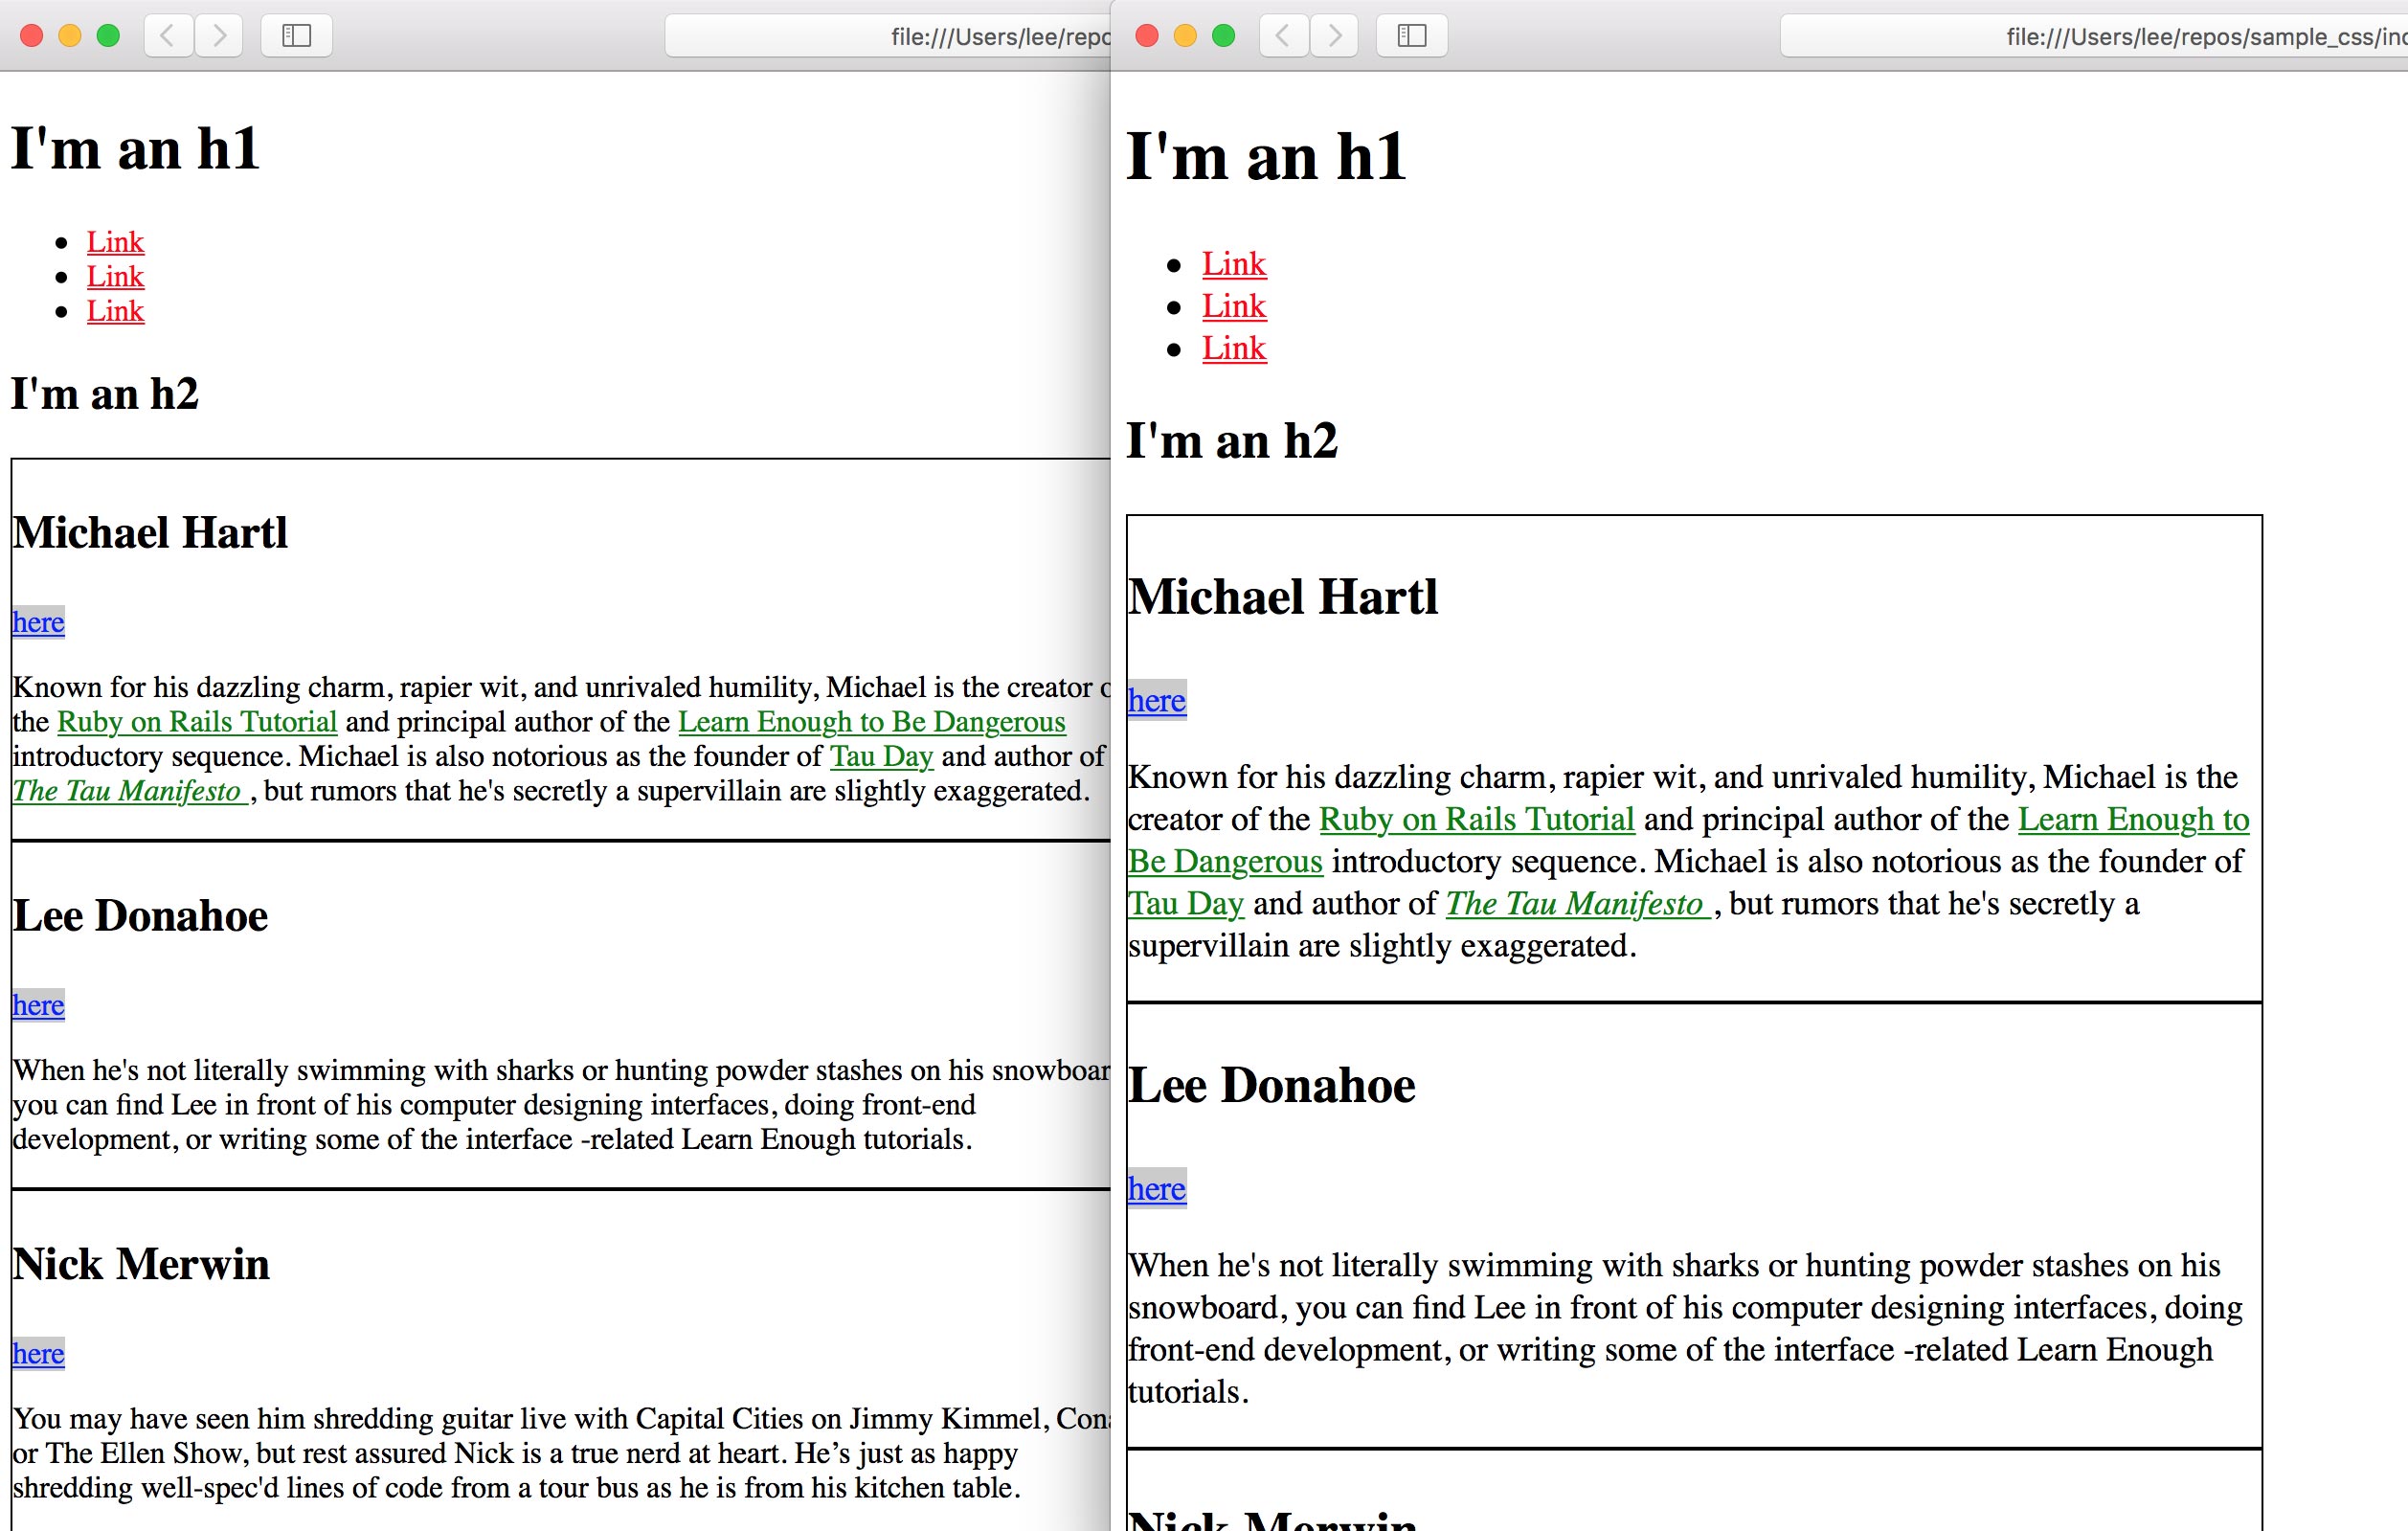 file:///Users/lee/repo
I'm an h1
Link
Link
Link
I'm an h2
Michael Hartl
here
Known for his dazzling charm, rapier wit, and unrivaled humility, Michael is the creator
the Ruby on Rails Tutorial and principal author of the Learn Enough to Be Dangerous
introductory sequence. Michael is also notorious as the founder of Tau Day and author of
The Tau Manifesto , but rumors that he's secretly a supervillain are slightly exaggerated.
Lee Donahoe
here
When he's not literally swimming with sharks or hunting powder stashes on his snowboar
you can find Lee in front of his computer designing interfaces, doing front-end
development, or writing some of the interface -related Learn Enough tutorials.
Nick Merwin
here
You may have seen him shredding guitar live with Capital Cities on Jimmy Kimmel, Con
or The Ellen Show, but rest assured Nick is a true nerd at heart. He’s just as happy
shredding well-spec'd lines of code from a tour bus as he is from his kitchen table.
file:///Users/lee/repos/sample_css/in
I'm an h1
Link
Link
Link
I'm an h2
Michael Hartl
here
Known for his dazzling charm, rapier wit, and unrivaled humility, Michael is the
creator of the Ruby on Rails Tutorial and principal author of the Learn Enough to
Be Dangerous introductory sequence. Michael is also notorious as the founder of
Tau Day and author of The Tau Manifesto , but rumors that he's secretly a
supervillain are slightly exaggerated.
Lee Donahoe
here
When he's not literally swimming with sharks or hunting powder stashes on his
snowboard, you can find Lee in front of his computer designing interfaces, doing
front-end development, or writing some of the interface -related Learn Enough
tutorials.
Nick Merwin